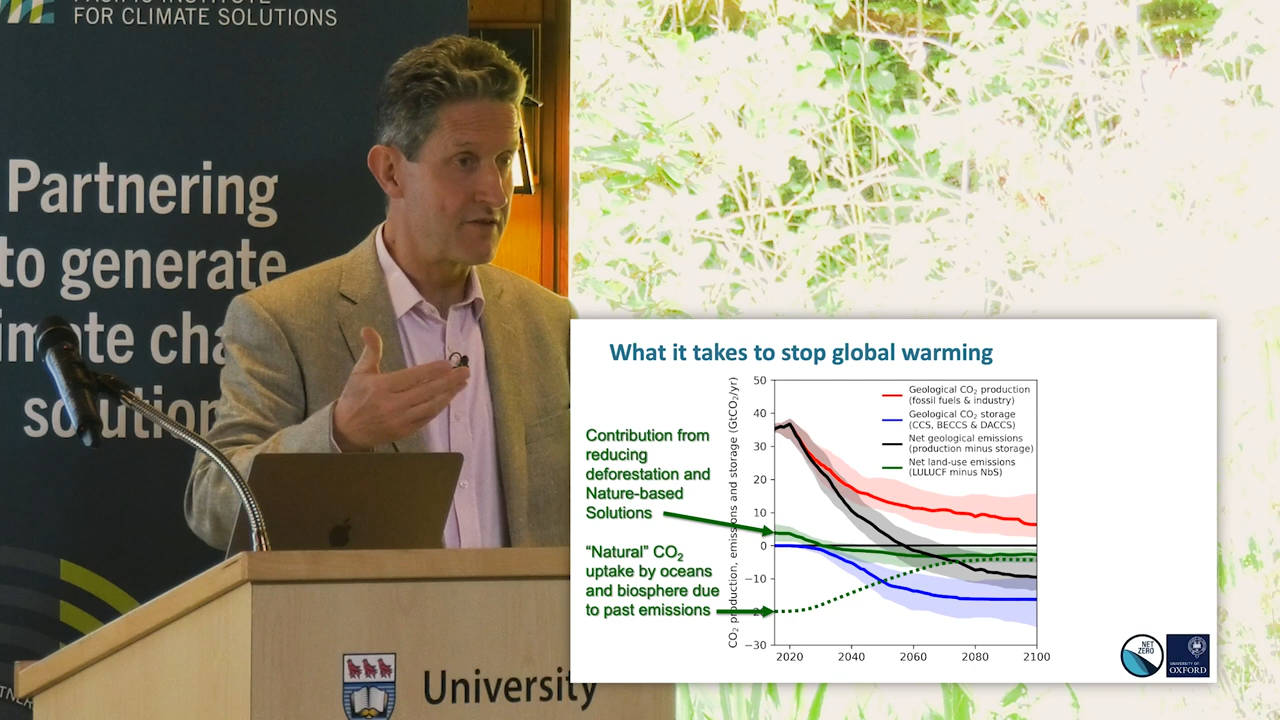 PACIFIC INSTITUTE
FOR CLIMATE SOLUTIONS
Partnering
to generate
solution
University
What it takes to stop global warming
Contribution from
reducing
deforestation and
Nature-based
Solutions
“Natural” CO₂
uptake by oceans
and biosphere due
to past emissions
CO₂ production, emissions and storage (GtCO₂/yr)
50
40
30
20
10
0
−10
−30
2020 2040 2060 2080 2100
Geological CO₂ production
(fossil fuels & industry)
Geological CO₂ storage
(CCS, BECCS & DACCS)
Net geological emissions
(production minus storage)
Net land-use emissions
(LULUCF minus NbS)
NET
ZERO
UNIVERSITY OF
OXFORD